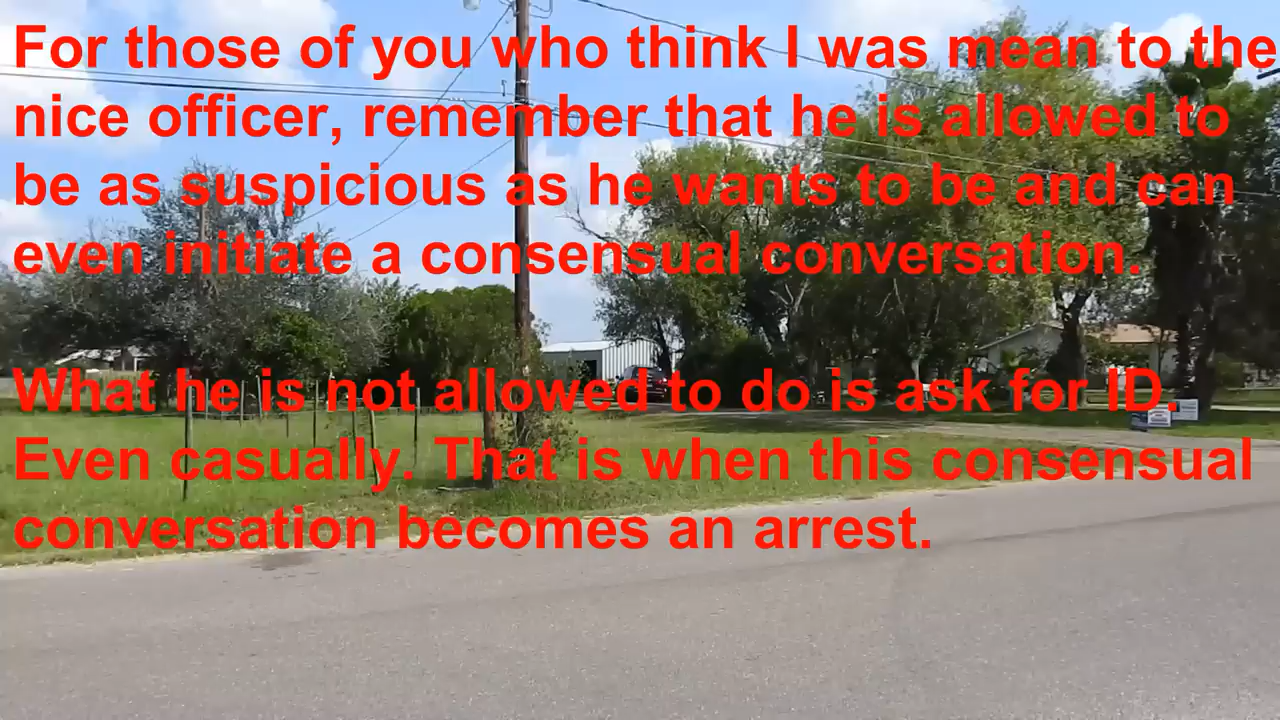 For those of you who think I was mean to the
nice officer, remember that he is allowed to
be as suspicious as he wants to be and can
even initiate a consensual conversation.
What he is not allowed to do is ask for ID.
Even casually. That is when this consensual
conversation becomes an arrest.